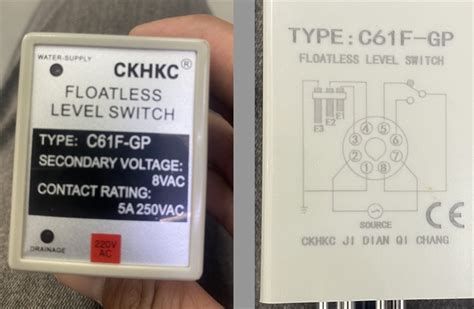 WATER-SUPPLY
CKHKC®
FLOATLESS
LEVEL SWITCH
TYPE: C61F-GP
SECONDARY VOLTAGE:
8VAC
CONTACT RATING:
5A 250VAC
DRAINAGE
220V
AC
TYPE: C61F-GP
FLOATLESS LEVEL SWITCH
E3 E2 E1
4 5
3 6
2 7
1 8
SOURCE
CE
CKHKC JI DIAN QI CHANG